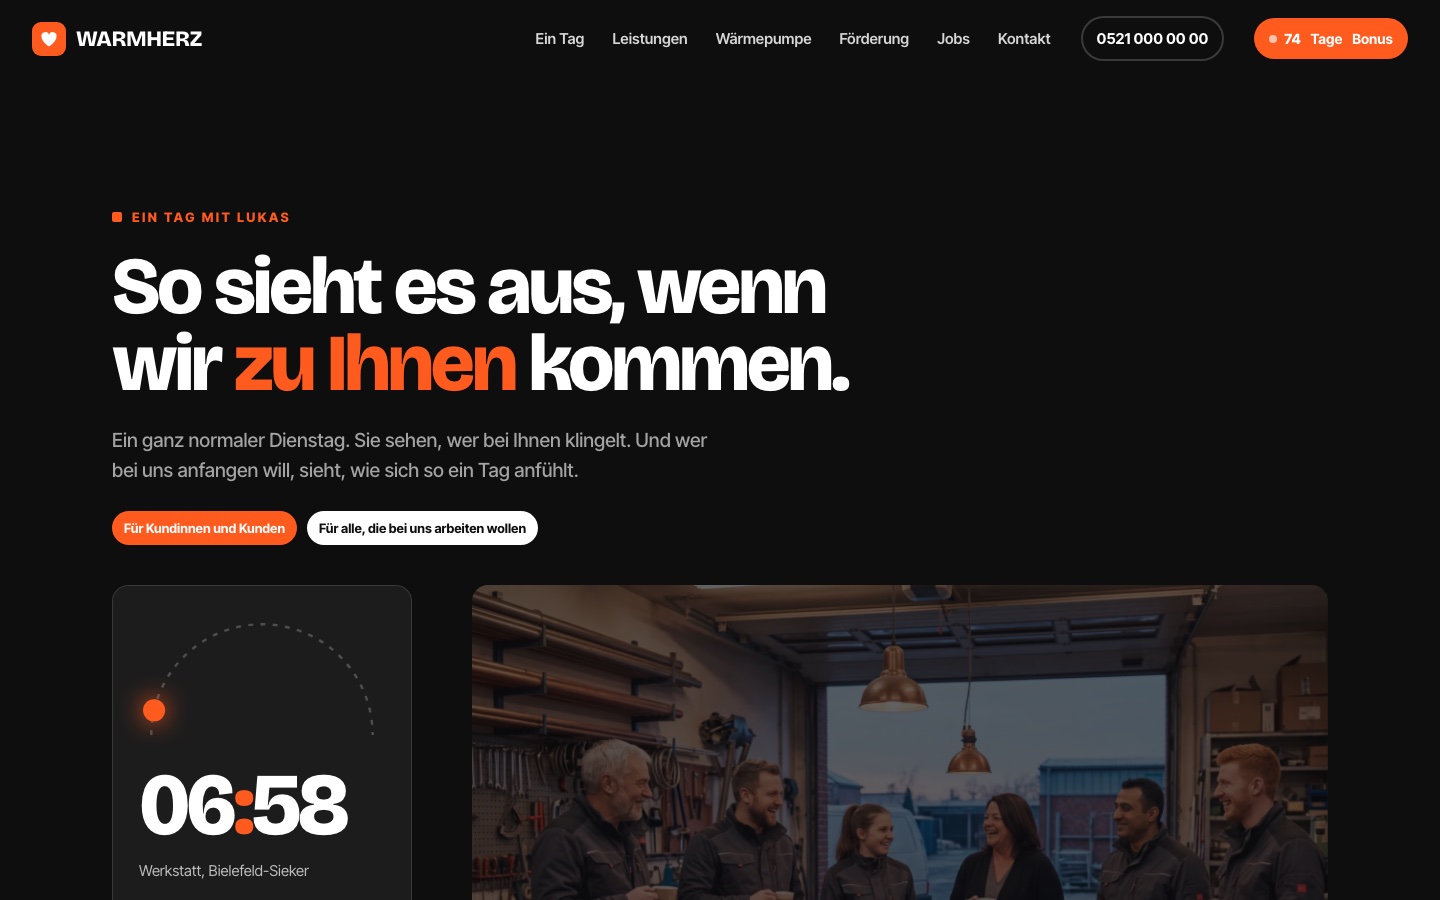 WARMHERZ
Ein Tag
Leistungen
Wärmepumpe
Förderung
Jobs
Kontakt
0521 000 00 00
74 Tage Bonus
EIN TAG MIT LUKAS
So sieht es aus, wenn
wir zu Ihnen kommen.
Ein ganz normaler Dienstag. Sie sehen, wer bei Ihnen klingelt. Und wer
bei uns anfangen will, sieht, wie sich so ein Tag anfühlt.
Für Kundinnen und Kunden
Für alle, die bei uns arbeiten wollen
06:58
Werkstatt, Bielefeld-Sieker